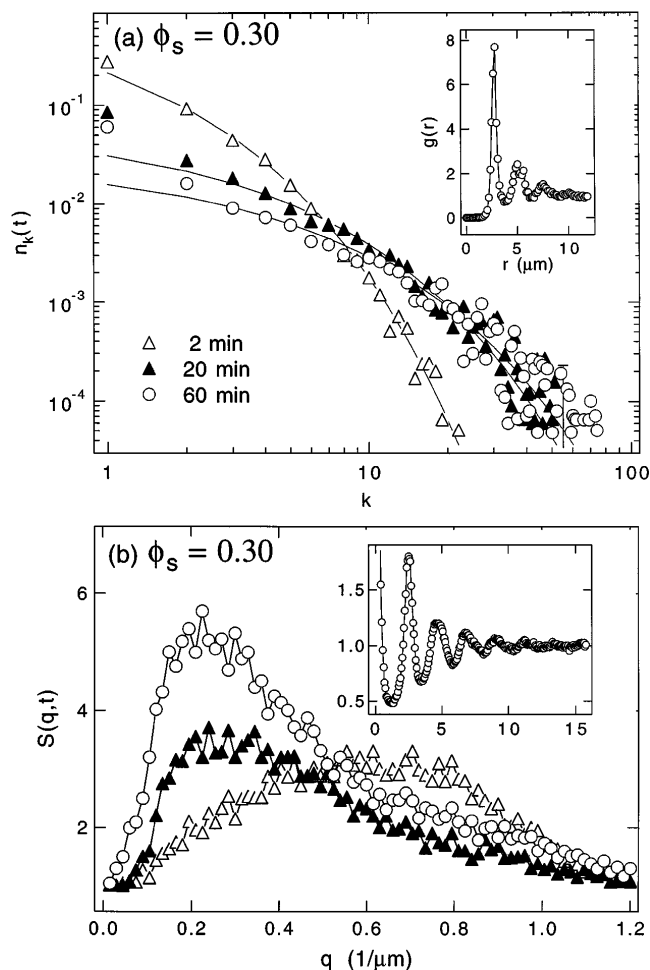 (a) ϕs = 0.30
10⁻¹
10⁻²
10⁻³
10⁻⁴
nk(t)
1
10
100
k
△ 2 min
▲ 20 min
○ 60 min
8
6
4
2
0
g(r)
0
5
10
r (μm)
(b) ϕs = 0.30
6
4
2
S(q,t)
0.0
0.2
0.4
0.6
0.8
1.0
1.2
q (1/μm)
1.5
1.0
0.5
0
5
10
15